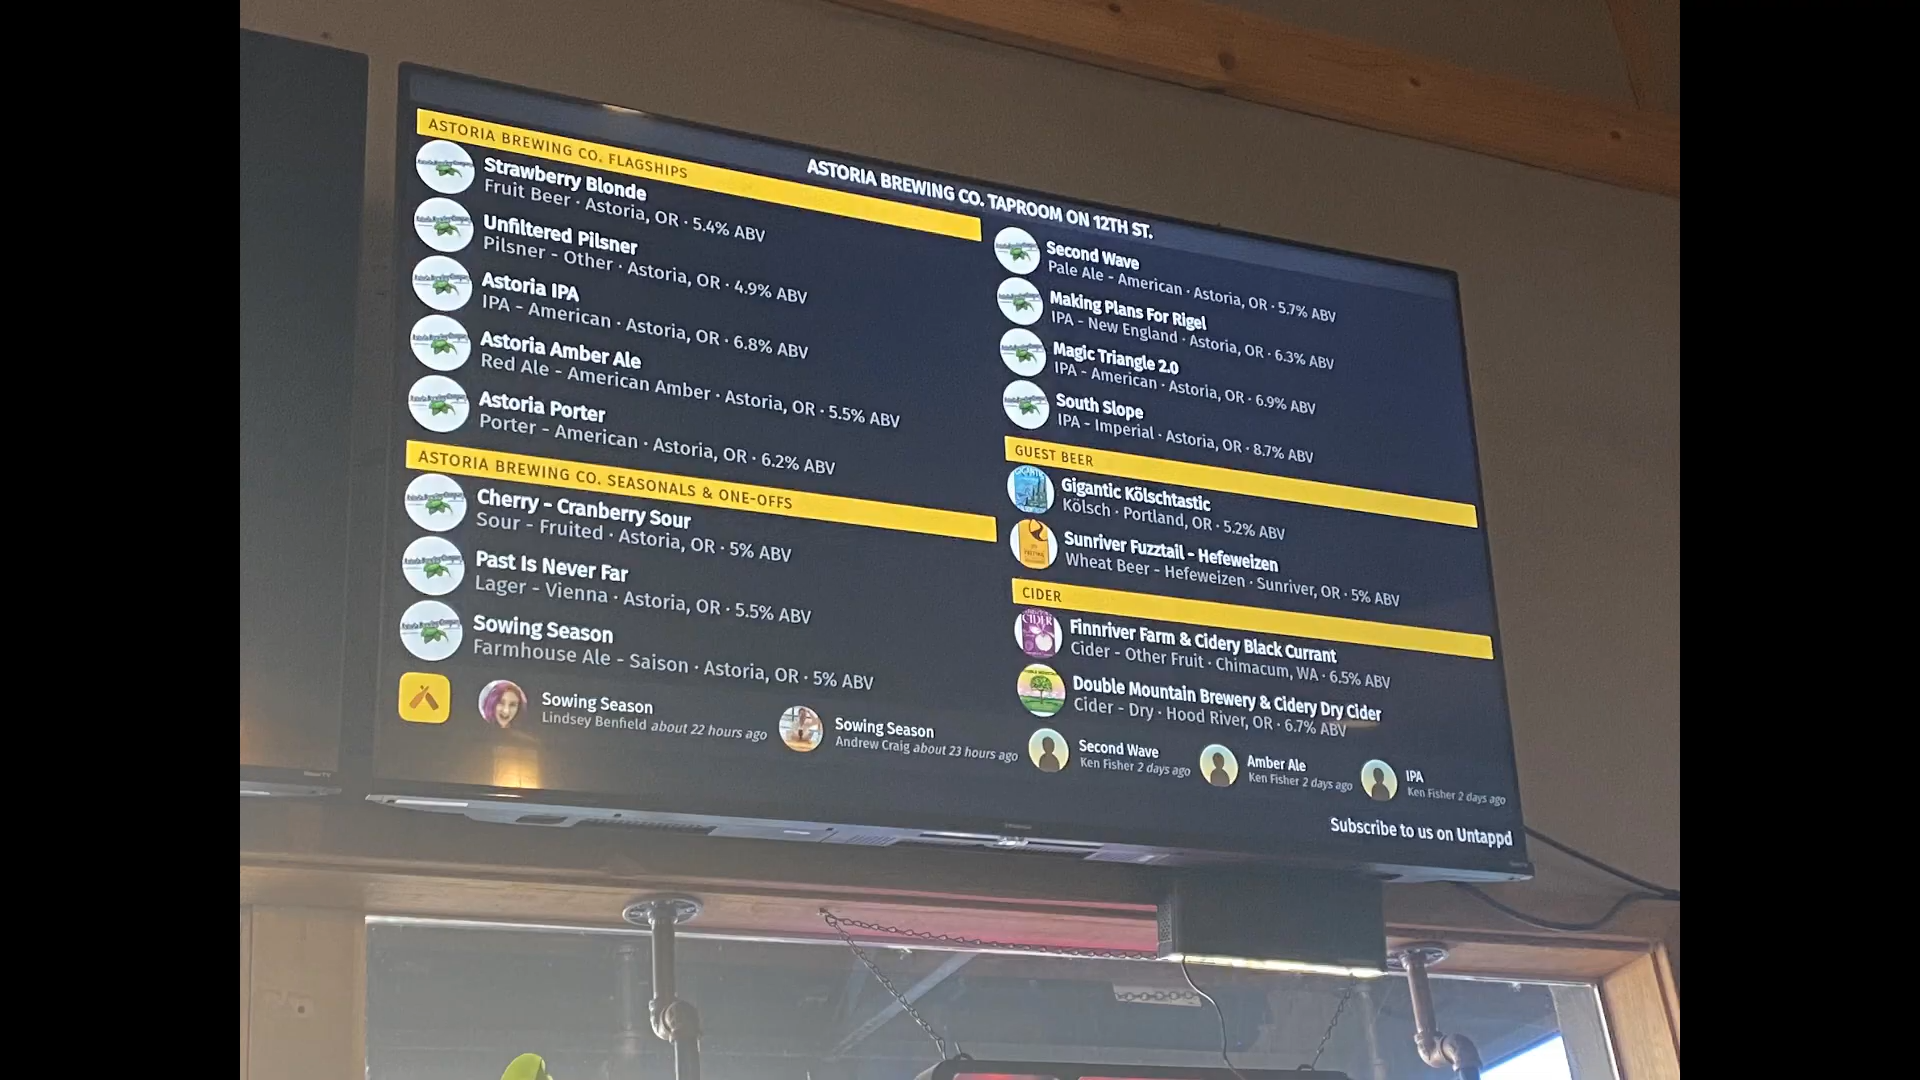 ASTORIA BREWING CO. TAPROOM ON 12TH ST.
ASTORIA BREWING CO. FLAGSHIPS
Strawberry Blonde
Fruit Beer · Astoria, OR · 5.4% ABV
Unfiltered Pilsner
Pilsner - Other · Astoria, OR · 4.9% ABV
Astoria IPA
IPA - American · Astoria, OR · 6.8% ABV
Astoria Amber Ale
Red Ale - American Amber · Astoria, OR · 5.5% ABV
Astoria Porter
Porter - American · Astoria, OR · 6.2% ABV
ASTORIA BREWING CO. SEASONALS & ONE-OFFS
Cherry - Cranberry Sour
Sour - Fruited · Astoria, OR · 5% ABV
Past Is Never Far
Lager - Vienna · Astoria, OR · 5.5% ABV
Sowing Season
Farmhouse Ale - Saison · Astoria, OR · 5% ABV
Second Wave
Pale Ale - American · Astoria, OR · 5.7% ABV
Making Plans For Rigel
IPA - New England · Astoria, OR · 6.3% ABV
Magic Triangle 2.0
IPA - American · Astoria, OR · 6.9% ABV
South Slope
IPA - Imperial · Astoria, OR · 8.7% ABV
GUEST BEER
Gigantic Kölschtastic
Kölsch · Portland, OR · 5.2% ABV
Sunriver Fuzztail - Hefeweizen
Wheat Beer - Hefeweizen · Sunriver, OR · 5% ABV
CIDER
CIDER
Finnriver Farm & Cidery Black Currant
Cider - Other Fruit · Chimacum, WA · 6.5% ABV
Double Mountain Brewery & Cidery Dry Cider
Cider - Dry · Hood River, OR · 6.7% ABV
Sowing Season
Lindsey Benfield about 22 hours ago
Sowing Season
Andrew Craig about 23 hours ago
Second Wave
Ken Fisher 2 days ago
Amber Ale
Ken Fisher 2 days ago
IPA
Ken Fisher 2 days ago
Subscribe to us on Untappd